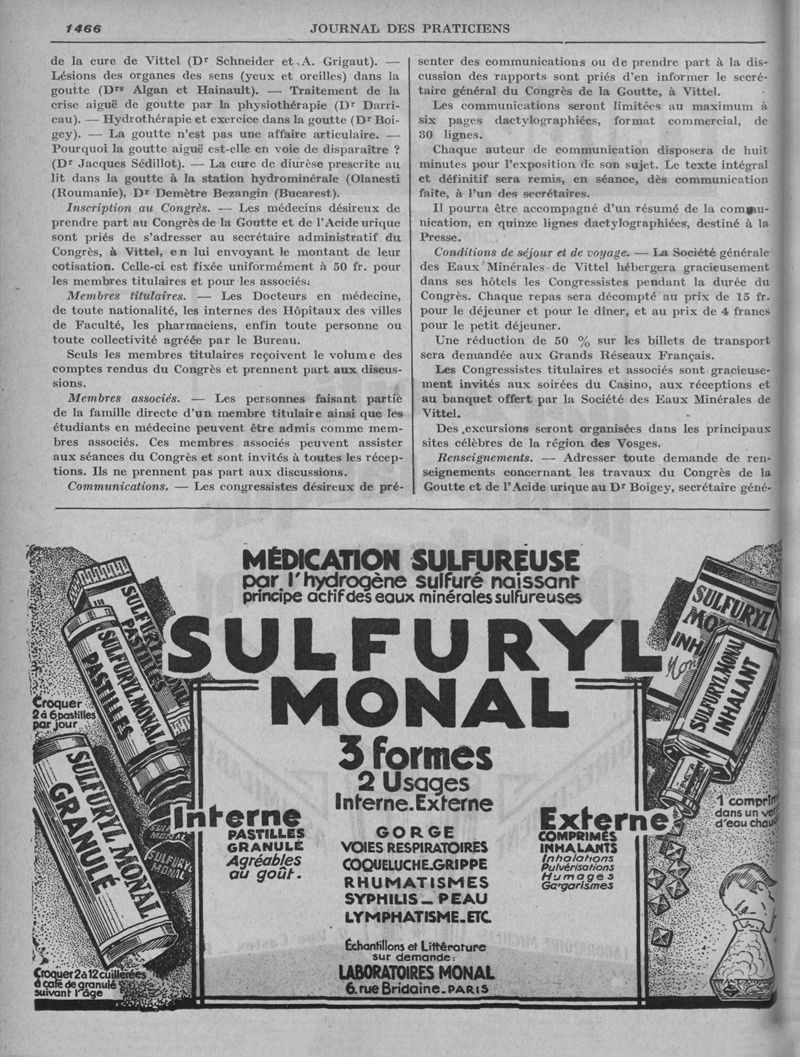 1466
JOURNAL DES PRATICIENS
de la cure de Vittel (Dr Schneider et A. Grigaut). —
Lésions des organes des sens (yeux et oreilles) dans la
goutte (Drs Algan et Hainault). — Traitement de la
crise aiguë de goutte par la physiothérapie (Dr Darri-
cau). — Hydrothérapie et exercice dans la goutte (Dr Boi-
gey). — La goutte n'est pas une affaire articulaire. —
Pourquoi la goutte aiguë est-elle en voie de disparaître ?
(Dr Jacques Sédillot). — La cure de diurèse prescrite au
lit dans la goutte à la station hydrominérale (Olanesti
(Roumanie), Dr Demètre Bezangin (Bucarest).
Inscription au Congrès. — Les médecins désireux de
prendre part au Congrès de la Goutte et de l'Acide urique
sont priés de s'adresser au secrétaire administratif du
Congrès, à Vittel, en lui envoyant le montant de leur
cotisation. Celle-ci est fixée uniformément à 50 fr. pour
les membres titulaires et pour les associés.
Membres titulaires. — Les Docteurs en médecine,
de toute nationalité, les internes des Hôpitaux des villes
de Faculté, les pharmaciens, enfin toute personne ou
toute collectivité agréée par le Bureau.
Seuls les membres titulaires reçoivent le volume des
comptes rendus du Congrès et prennent part aux discus-
sions.
Membres associés. — Les personnes faisant partie
de la famille directe d'un membre titulaire ainsi que les
étudiants en médecine peuvent être admis comme mem-
bres associés. Ces membres associés peuvent assister
aux séances du Congrès et sont invités à toutes les récep-
tions. Ils ne prennent pas part aux discussions.
Communications. — Les congressistes désireux de pré-
senter des communications ou de prendre part à la dis-
cussion des rapports sont priés d'en informer le secré-
taire général du Congrès de la Goutte, à Vittel.
Les communications seront limitées au maximum à
six pages dactylographiées, format commercial, de
30 lignes.
Chaque auteur de communication disposera de huit
minutes pour l'exposition de son sujet. Le texte intégral
et définitif sera remis, en séance, dès communication
faite, à l'un des secrétaires.
Il pourra être accompagné d'un résumé de la commu-
nication, en quinze lignes dactylographiées, destiné à la
Presse.
Conditions de séjour et de voyage. — La Société générale
des Eaux Minérales de Vittel hébergera gracieusement
dans ses hôtels les Congressistes pendant la durée du
Congrès. Chaque repas sera décompté au prix de 15 fr.
pour le déjeuner et pour le dîner, et au prix de 4 francs
pour le petit déjeuner.
Une réduction de 50 % sur les billets de transport
sera demandée aux Grands Réseaux Français.
Les Congressistes titulaires et associés sont gracieuse-
ment invités aux soirées du Casino, aux réceptions et
au banquet offert par la Société des Eaux Minérales de
Vittel.
Des excursions seront organisées dans les principaux
sites célèbres de la région des Vosges.
Renseignements. — Adresser toute demande de ren-
seignements concernant les travaux du Congrès de la
Goutte et de l'Acide urique au Dr Boigey, secrétaire géné-
MÉDICATION SULFUREUSE
par l'hydrogène sulfuré naissant
principe actif des eaux minérales sulfureuses
SULFURYL
MONAL
3 formes
2 Usages
Interne-Externe
GORGE
VOIES RESPIRATOIRES
COQUELUCHE-GRIPPE
RHUMATISMES
SYPHILIS - PEAU
LYMPHATISME-ETC.
Échantillons et Littérature
sur demande:
LABORATOIRES MONAL
6, rue Bridaine-PARIS
SULFURYL
PASTILLES
SULFURYL MONAL
PASTILLES
Croquer
2 à 6 pastilles
par jour
SULFURYL MONAL
GRANULÉ
SULFURYL
MONAL
Croquer 2 à 12 cuillerées
à café de granulé
suivant l'âge
Interne
PASTILLES
GRANULÉ
Agréables
au goût.
Externe
COMPRIMÉS
INHALANTS
Inhalations
Pulvérisations
Humages
Gargarismes
SULFURYL
MON
INH
SULFURYL MONAL
INHALANT
1 comprim
dans un ve
d'eau chau